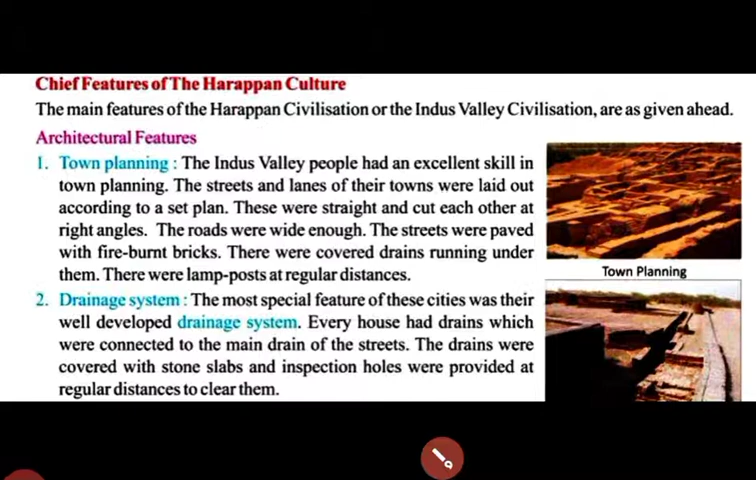 Chief Features of The Harappan Culture
The main features of the Harappan Civilisation or the Indus Valley Civilisation, are as given ahead.
Architectural Features
1. Town planning : The Indus Valley people had an excellent skill in
town planning. The streets and lanes of their towns were laid out
according to a set plan. These were straight and cut each other at
right angles. The roads were wide enough. The streets were paved
with fire-burnt bricks. There were covered drains running under
them. There were lamp-posts at regular distances.
Town Planning
2. Drainage system : The most special feature of these cities was their
well developed drainage system. Every house had drains which
were connected to the main drain of the streets. The drains were
covered with stone slabs and inspection holes were provided at
regular distances to clear them.